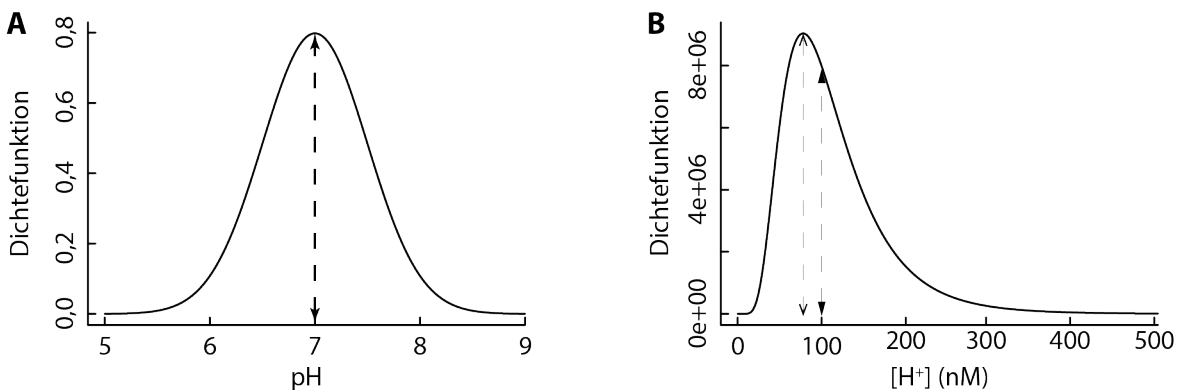 A
Dichtefunktion
0,8
0,6
0,4
0,2
0,0
5 6 7 8 9
pH
B
Dichtefunktion
8e+06
4e+06
0e+00
0 100 200 300 400 500
[H⁺] (nM)